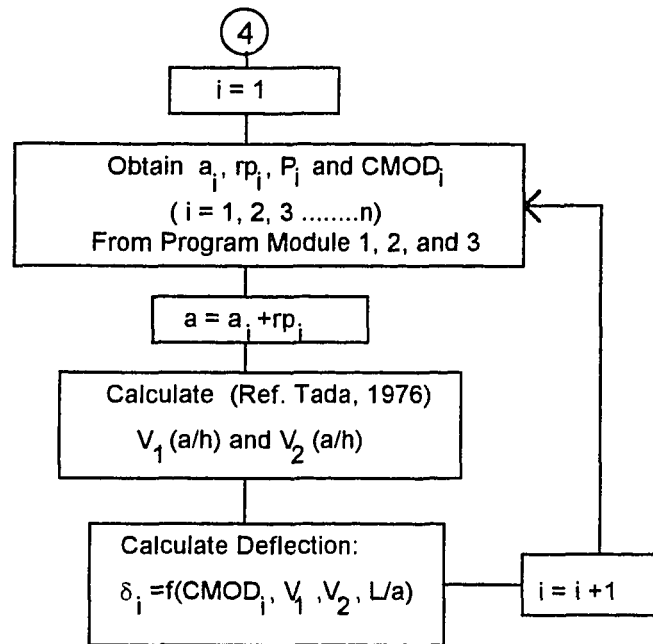 4
i = 1
Obtain a_i, rp_i, P_i and CMOD_i
( i = 1, 2, 3 ........n)
From Program Module 1, 2, and 3
a = a_i +rp_i
Calculate (Ref. Tada, 1976)
V_1 (a/h) and V_2 (a/h)
Calculate Deflection:
δ_i =f(CMOD_i, V_1 ,V_2, L/a)
i = i +1